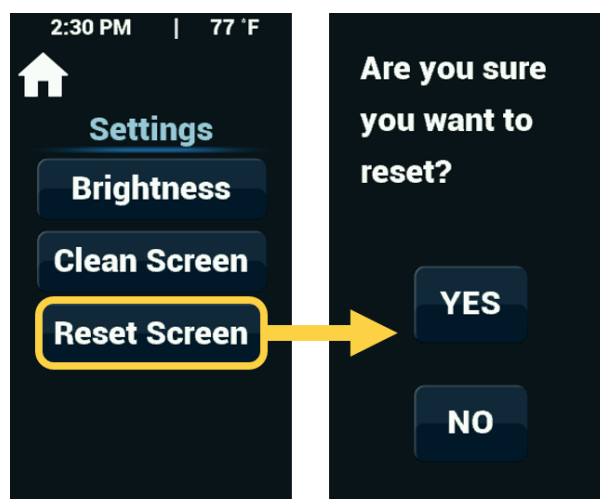 2:30 PM | 77 °F
Settings
Brightness
Clean Screen
Reset Screen
Are you sure
you want to
reset?
YES
NO